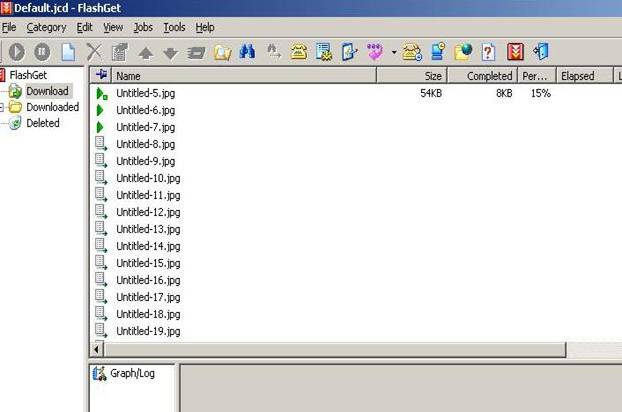 Default.jcd - FlashGet
File Category Edit View Jobs Tools Help
FlashGet
Download
Downloaded
Deleted
Name Size Completed Per... Elapsed L
Untitled-5.jpg 54KB 8KB 15%
Untitled-6.jpg
Untitled-7.jpg
Untitled-8.jpg
Untitled-9.jpg
Untitled-10.jpg
Untitled-11.jpg
Untitled-12.jpg
Untitled-13.jpg
Untitled-14.jpg
Untitled-15.jpg
Untitled-16.jpg
Untitled-17.jpg
Untitled-18.jpg
Untitled-19.jpg
Graph/Log